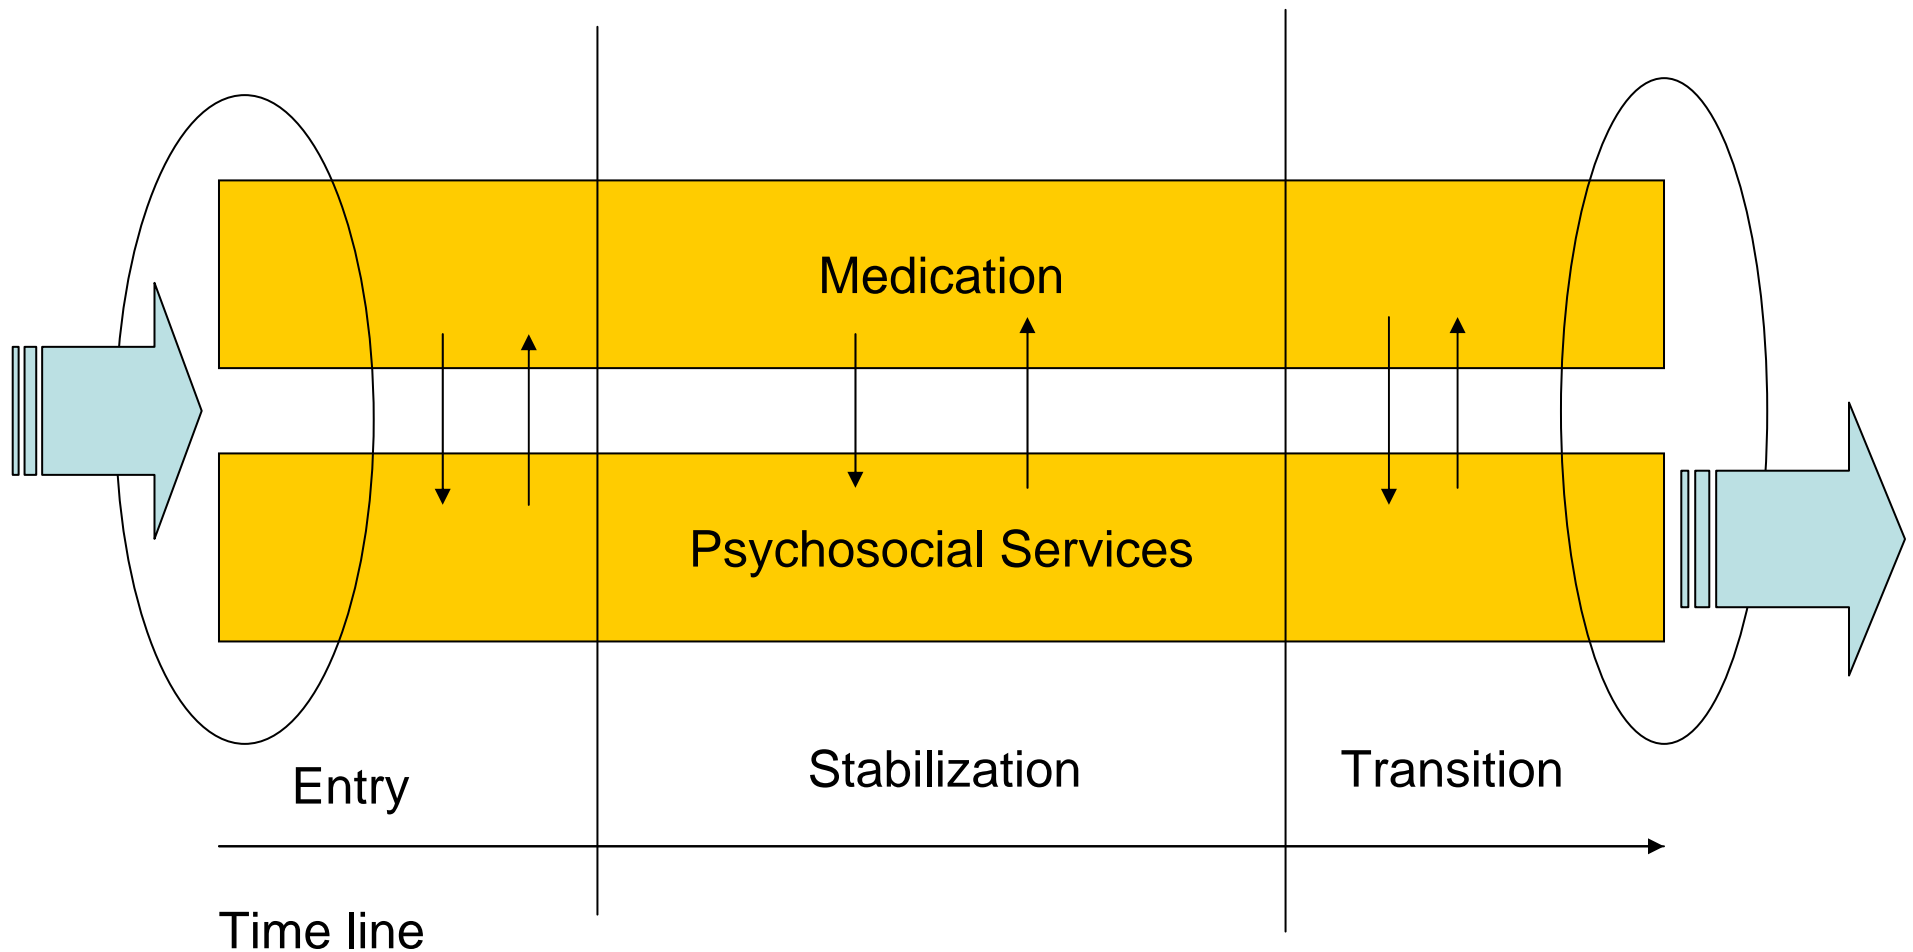 Medication
Psychosocial Services
Entry
Stabilization
Transition
Time line